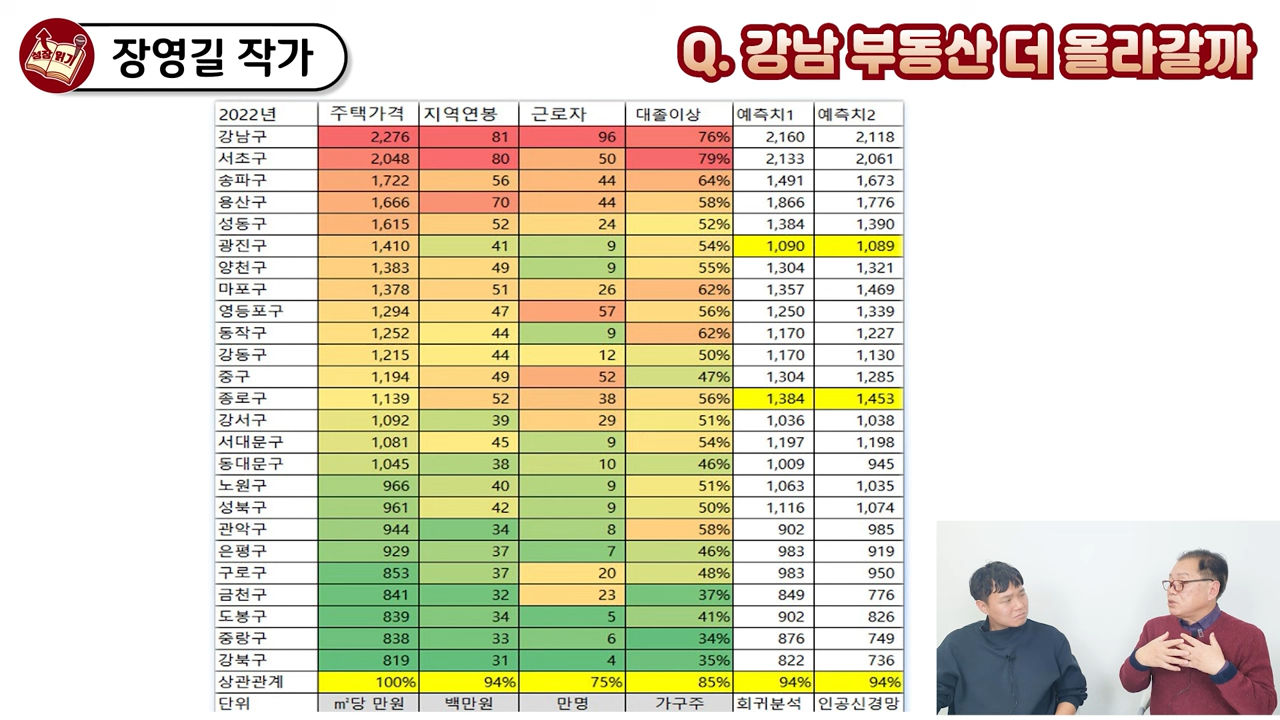 성점읽기
장영길 작가
Q. 강남 부동산 더 올라갈까
2022년 주택가격 지역연봉 근로자 대졸이상 예측치1 예측치2
강남구 2,276 81 96 76% 2,160 2,118
서초구 2,048 80 50 79% 2,133 2,061
송파구 1,722 56 44 64% 1,491 1,673
용산구 1,666 70 44 58% 1,866 1,776
성동구 1,615 52 24 52% 1,384 1,390
광진구 1,410 41 9 54% 1,090 1,089
양천구 1,383 49 9 55% 1,304 1,321
마포구 1,378 51 26 62% 1,357 1,469
영등포구 1,294 47 57 56% 1,250 1,339
동작구 1,252 44 9 62% 1,170 1,227
강동구 1,215 44 12 50% 1,170 1,130
중구 1,194 49 52 47% 1,304 1,285
종로구 1,139 52 38 56% 1,384 1,453
강서구 1,092 39 29 51% 1,036 1,038
서대문구 1,081 45 9 54% 1,197 1,198
동대문구 1,045 38 10 46% 1,009 945
노원구 966 40 9 51% 1,063 1,035
성북구 961 42 9 50% 1,116 1,074
관악구 944 34 8 58% 902 985
은평구 929 37 7 46% 983 919
구로구 853 37 20 48% 983 950
금천구 841 32 23 37% 849 776
도봉구 839 34 5 41% 902 826
중랑구 838 33 6 34% 876 749
강북구 819 31 4 35% 822 736
상관관계 100% 94% 75% 85% 94% 94%
단위 ㎡당 만원 백만원 만명 가구주 회귀분석 인공신경망